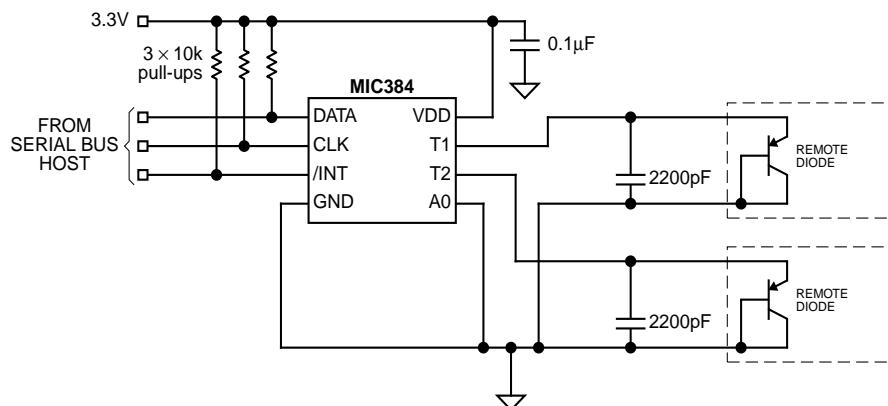 3.3V
3 × 10k
pull-ups
0.1µF
MIC384
FROM
SERIAL BUS
HOST
DATA
CLK
/INT
GND
VDD
T1
T2
A0
2200pF
REMOTE
DIODE
2200pF
REMOTE
DIODE